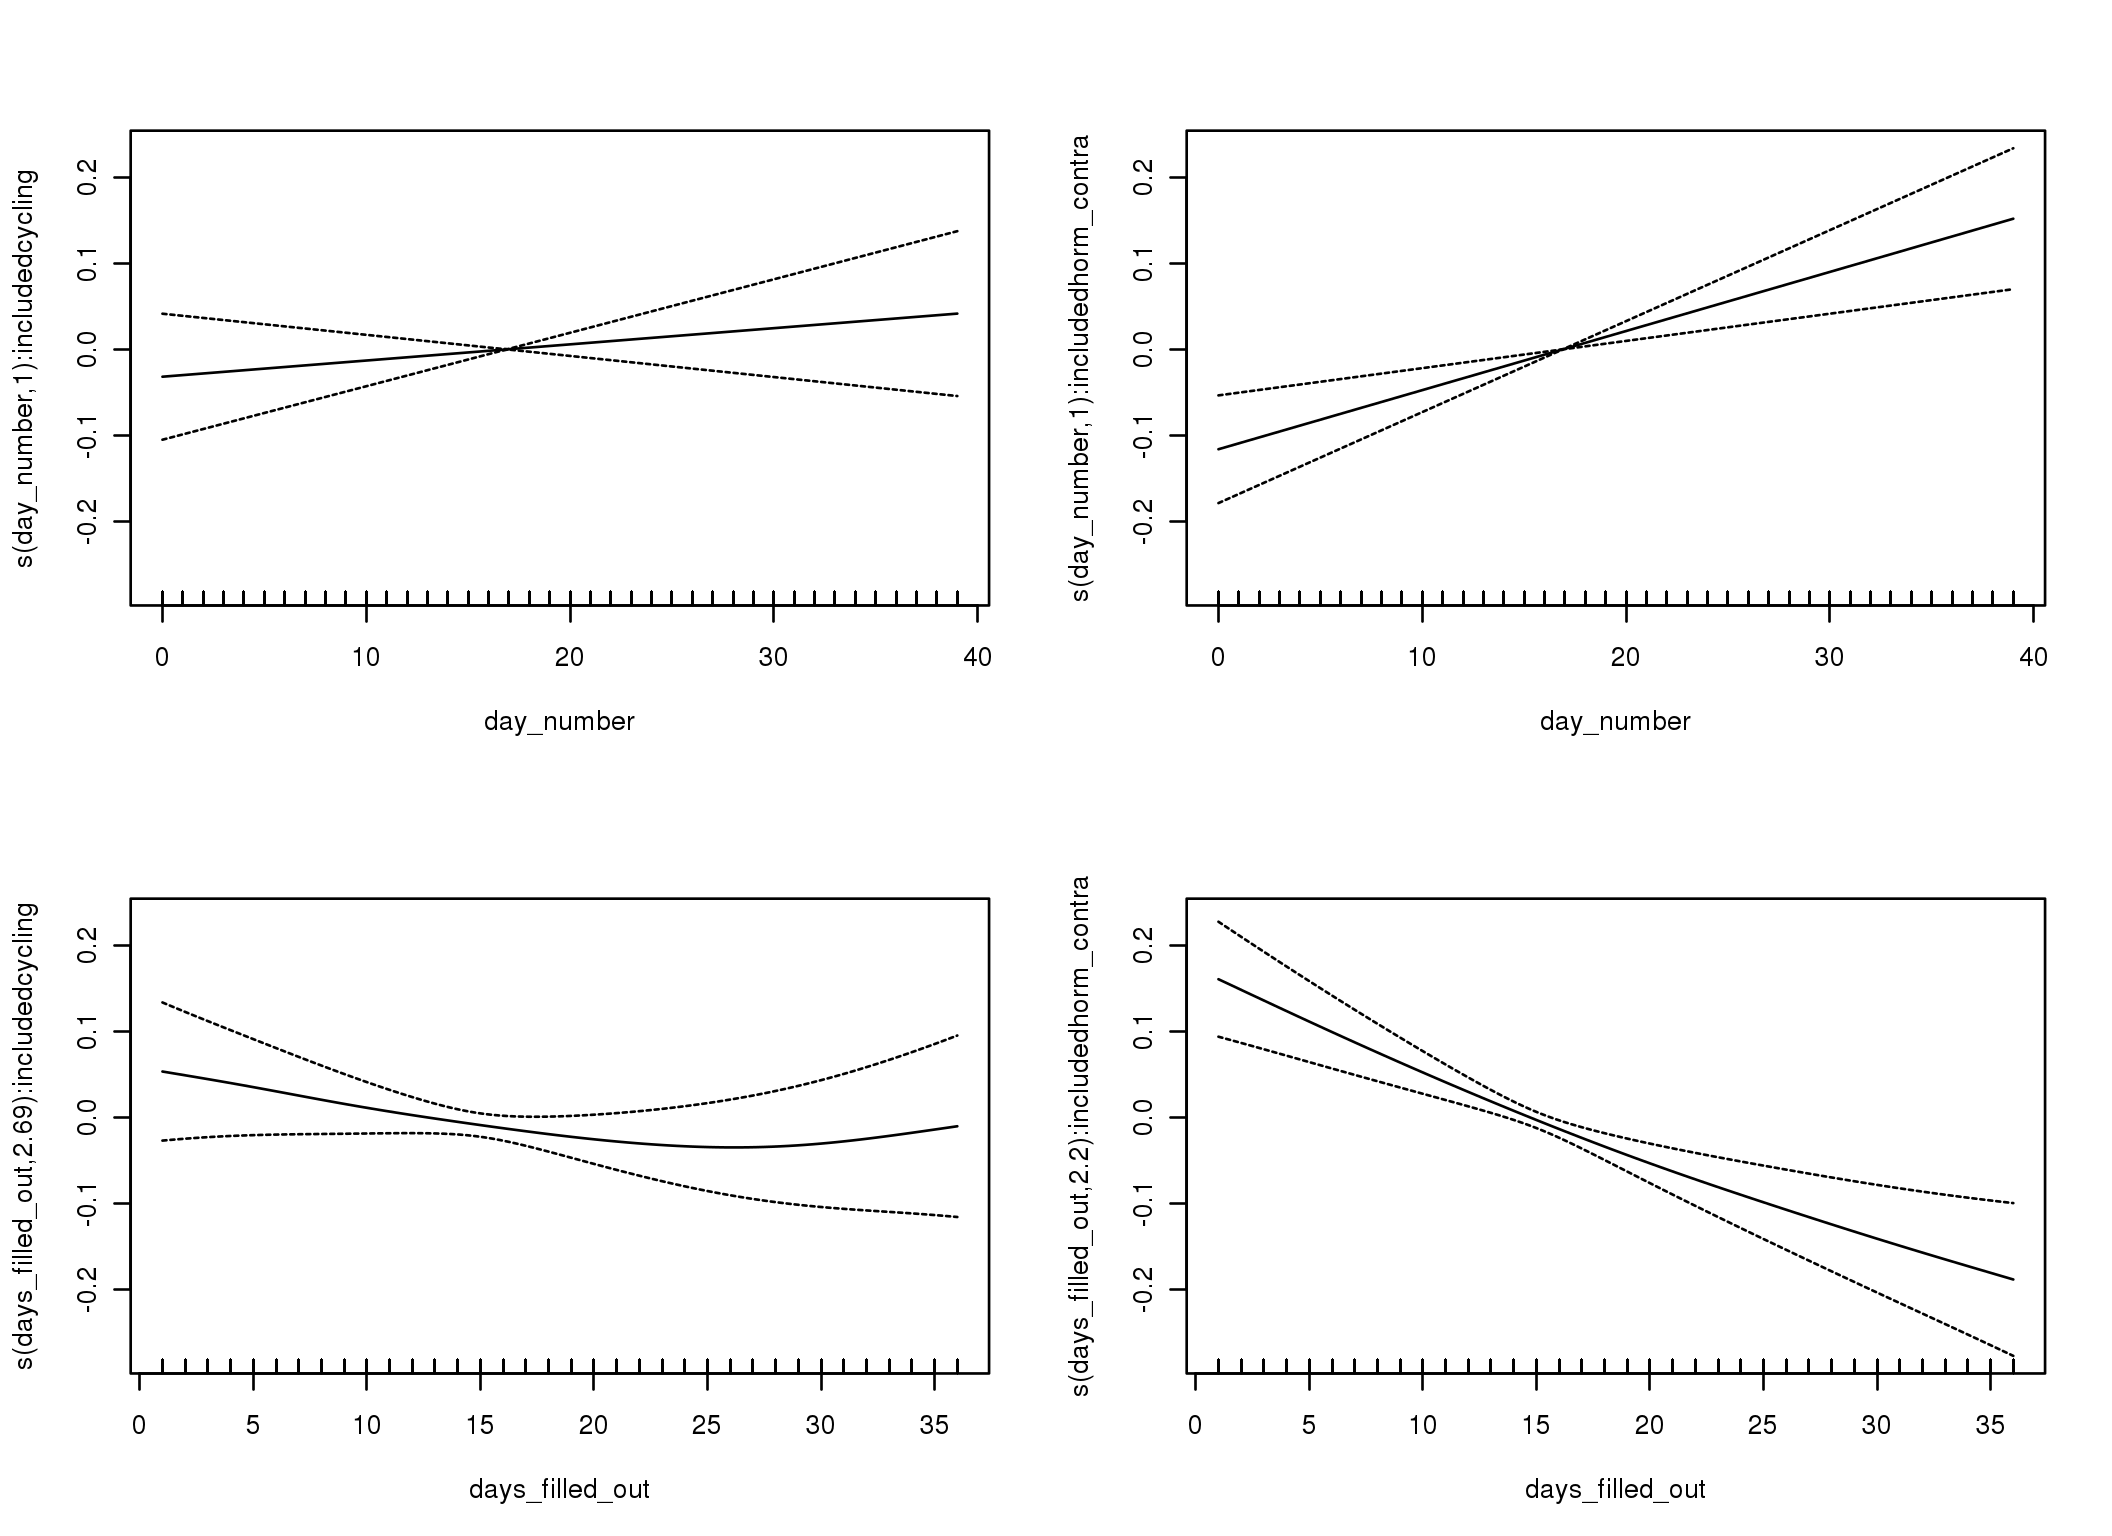 s(day_number,1):includedcycling
0.2
0.1
0.0
-0.1
-0.2
0 10 20 30 40
day_number
s(day_number,1):includedhorm_contra
0.2
0.1
0.0
-0.1
-0.2
0 10 20 30 40
day_number
s(days_filled_out,2.69):includedcycling
0.2
0.1
0.0
-0.1
-0.2
0 5 10 15 20 25 30 35
days_filled_out
s(days_filled_out,2.2):includedhorm_contra
0.2
0.1
0.0
-0.1
-0.2
0 5 10 15 20 25 30 35
days_filled_out